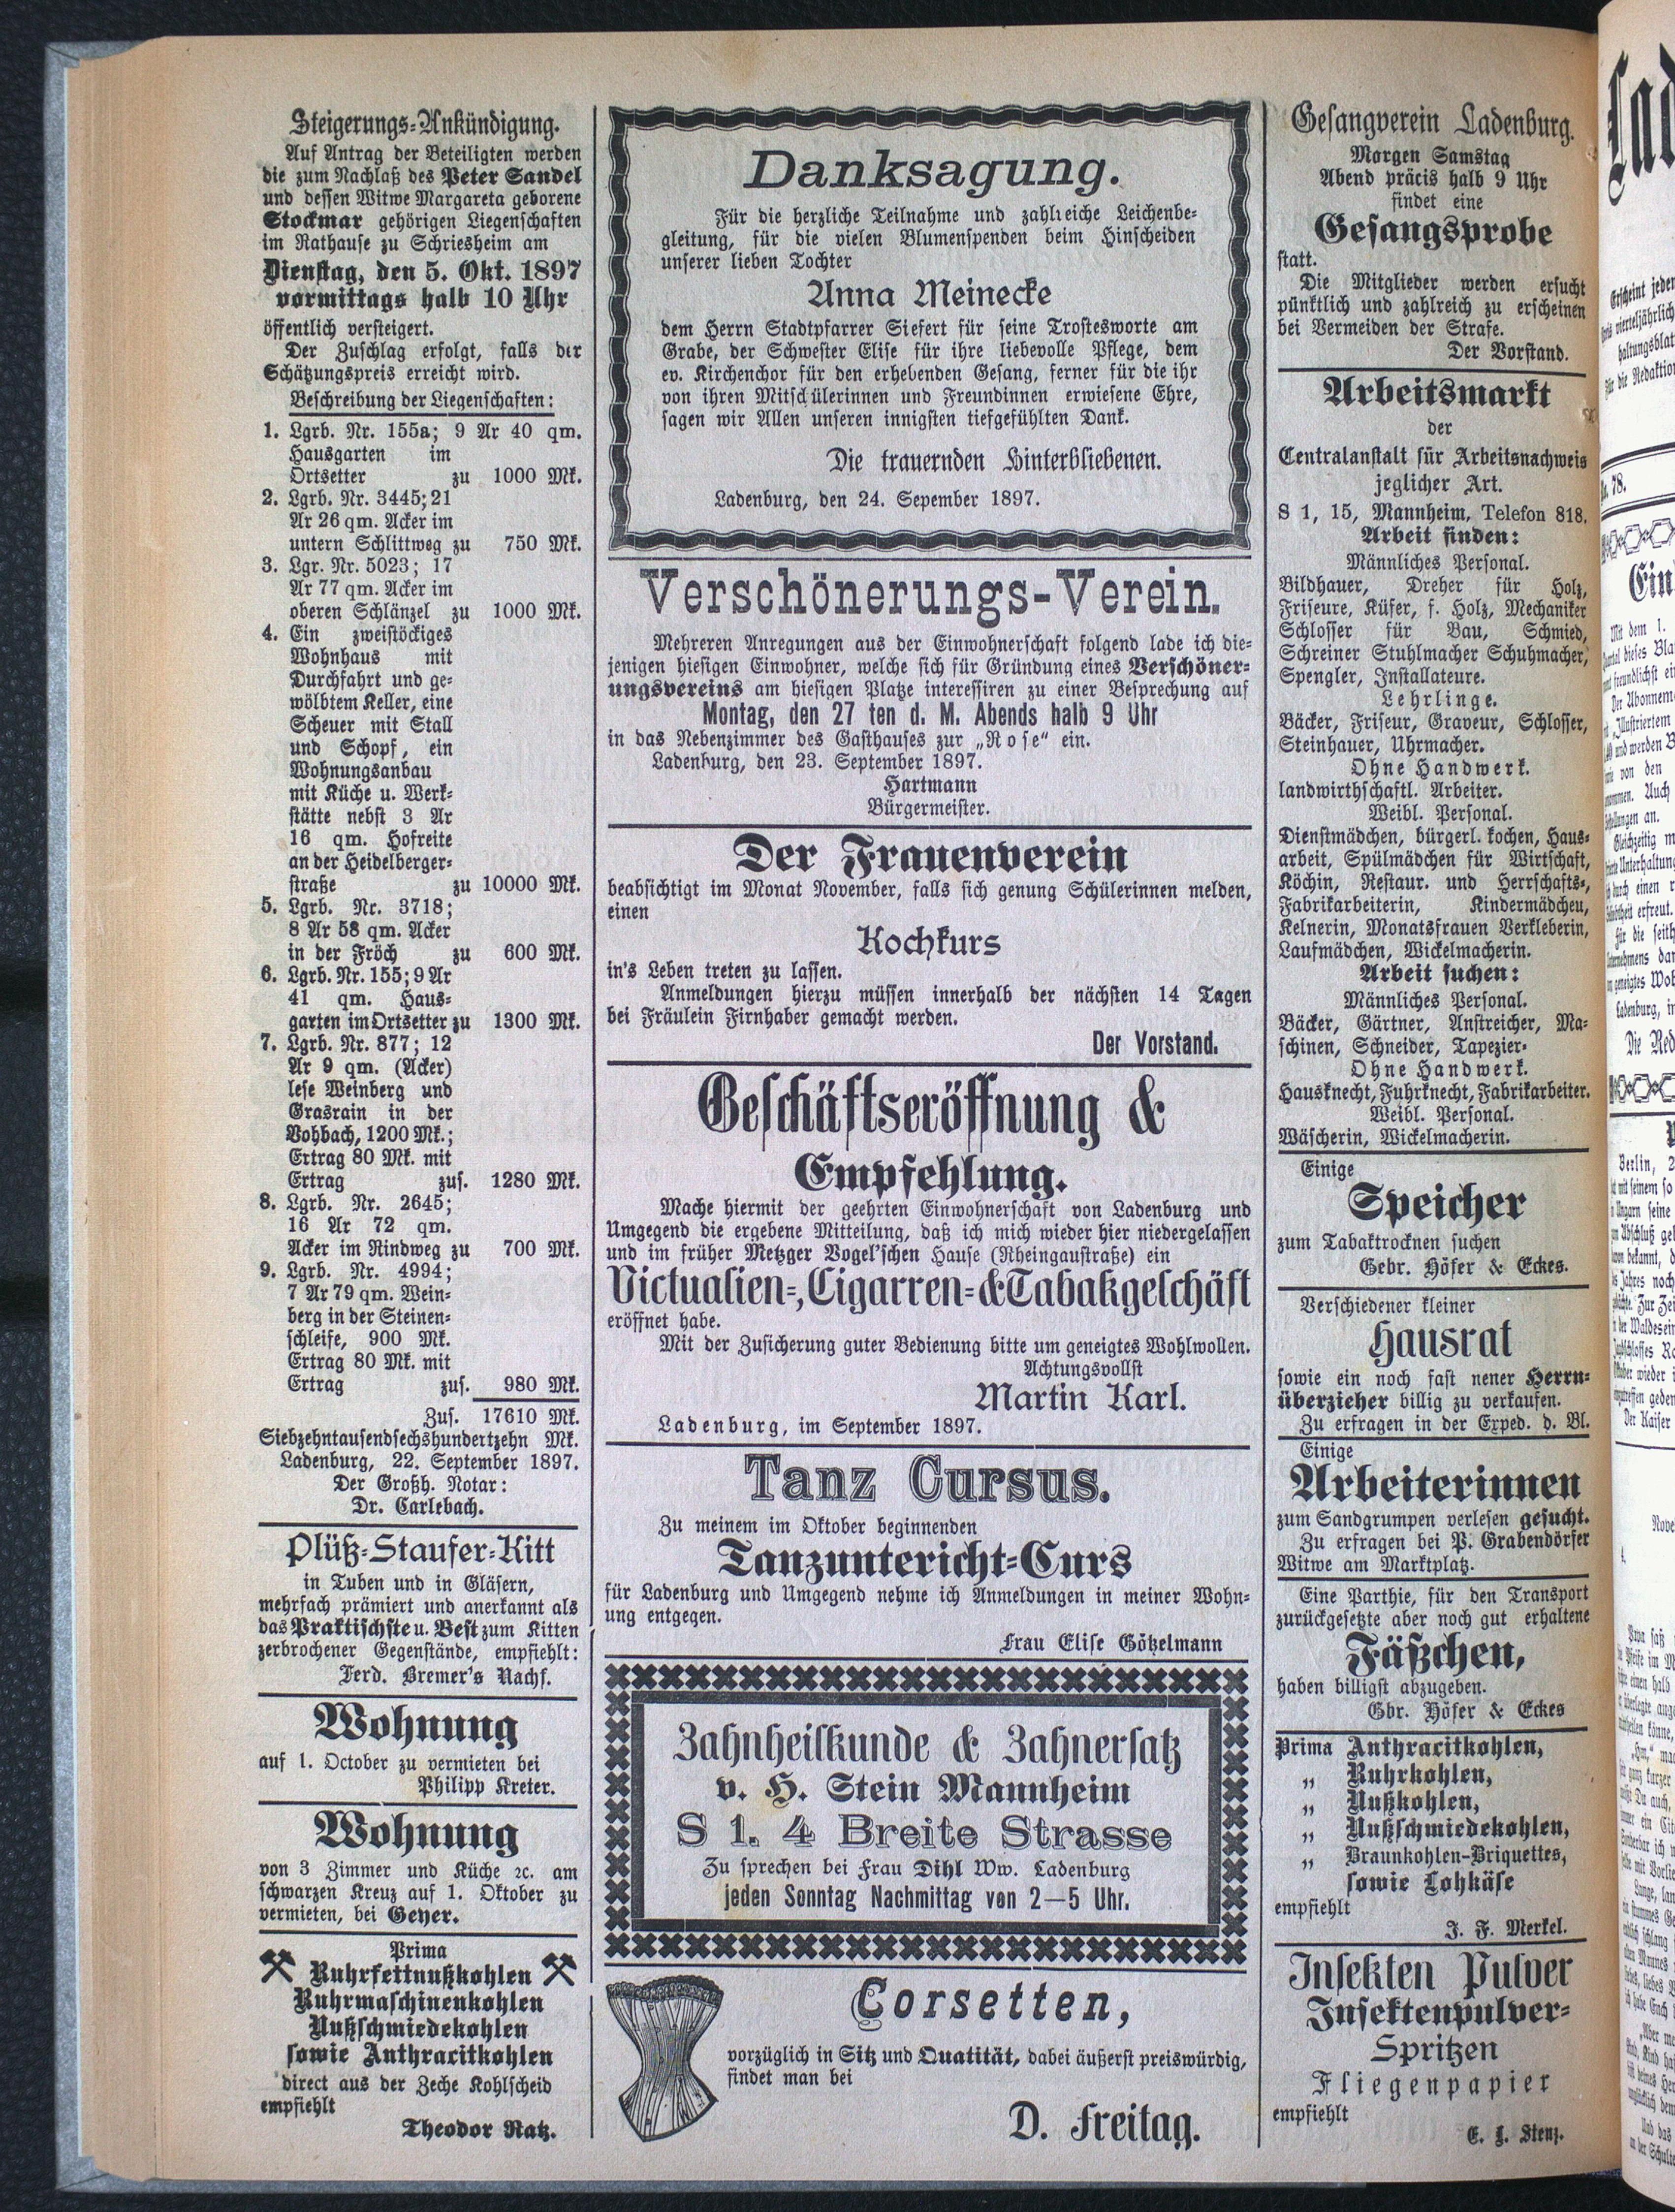 Steigerungs-Ankündigung.
Auf Antrag der Beteiligten werden
die zum Nachlaß des Peter Sandel
und dessen Witwe Margareta geborene
Stockmar gehörigen Liegenschaften
im Rathause zu Schriesheim am
Dienstag, den 5. Okt. 1897
vormittags halb 10 Uhr
öffentlich versteigert.
Der Zuschlag erfolgt, falls der
Schätzungspreis erreicht wird.
Beschreibung der Liegenschaften:
1. Lgrb. Nr. 155a; 9 Ar 40 qm.
Hausgarten im
Ortsetter zu 1000 Mk.
2. Lgrb. Nr. 3445; 21
Ar 26 qm. Acker im
untern Schlittweg zu 750 Mk.
3. Lgr. Nr. 5023; 17
Ar 77 qm. Acker im
oberen Schlänzel zu 1000 Mk.
4. Ein zweistöckiges
Wohnhaus mit
Durchfahrt und ge-
wölbtem Keller, eine
Scheuer mit Stall
und Schopf, ein
Wohnungsanbau
mit Küche u. Werk-
stätte nebst 3 Ar
16 qm. Hofreite
an der Heidelberger-
straße zu 10000 Mk.
5. Lgrb. Nr. 3718;
8 Ar 58 qm. Acker
in der Fröch zu 600 Mk.
6. Lgrb. Nr. 155; 9 Ar
41 qm. Haus-
garten im Ortsetter zu 1300 Mk.
7. Lgrb. Nr. 877; 12
Ar 9 qm. (Acker)
lese Weinberg und
Grasrain in der
Vohbach, 1200 Mk.;
Ertrag 80 Mk. mit
Ertrag zus. 1280 Mk.
8. Lgrb. Nr. 2645;
16 Ar 72 qm.
Acker im Rindweg zu 700 Mk.
9. Lgrb. Nr. 4994;
7 Ar 79 qm. Wein-
berg in der Steinen-
schleife, 900 Mk.
Ertrag 80 Mk. mit
Ertrag zus. 980 Mk.
Zus. 17610 Mk.
Siebzehntausendsechshundertzehn Mk.
Ladenburg, 22. September 1897.
Der Großh. Notar:
Dr. Carlebach.
Plüß-Staufer-Kitt
in Tuben und in Gläsern,
mehrfach prämiert und anerkannt als
das Praktischste u. Best zum Kitten
zerbrochener Gegenstände, empfiehlt:
Ferd. Bremer's Nachf.
Wohnung
auf 1. October zu vermieten bei
Philipp Kreter.
Wohnung
von 3 Zimmer und Küche ꝛc. am
schwarzen Kreuz auf 1. Oktober zu
vermieten, bei Geyer.
Prima
Ruhrfettnußkohlen
Ruhrmaschinenkohlen
Nußschmiedekohlen
sowie Anthracitkohlen
direct aus der Zeche Kohlscheid
empfiehlt
Theodor Ratz.
Danksagung.
Für die herzliche Teilnahme und zahlreiche Leichenbe-
gleitung, für die vielen Blumenspenden beim Hinscheiden
unserer lieben Tochter
Anna Meinecke
dem Herrn Stadtpfarrer Siefert für seine Trostesworte am
Grabe, der Schwester Elise für ihre liebevolle Pflege, dem
ev. Kirchenchor für den erhebenden Gesang, ferner für die ihr
von ihren Mitschülerinnen und Freundinnen erwiesene Ehre,
sagen wir Allen unseren innigsten tiefgefühlten Dank.
Die trauernden Hinterbliebenen.
Ladenburg, den 24. Sepember 1897.
Verschönerungs-Verein.
Mehreren Anregungen aus der Einwohnerschaft folgend lade ich die-
jenigen hiesigen Einwohner, welche sich für Gründung eines Verschöner-
ungsvereins am hiesigen Platze interessiren zu einer Besprechung auf
Montag, den 27 ten d. M. Abends halb 9 Uhr
in das Nebenzimmer des Gasthauses zur „Rose“ ein.
Ladenburg, den 23. September 1897.
Hartmann
Bürgermeister.
Der Frauenverein
beabsichtigt im Monat November, falls sich genung Schülerinnen melden,
einen
Kochkurs
in's Leben treten zu lassen.
Anmeldungen hierzu müssen innerhalb der nächsten 14 Tagen
bei Fräulein Firnhaber gemacht werden.
Der Vorstand.
Geschäftseröffnung &
Empfehlung.
Mache hiermit der geehrten Einwohnerschaft von Ladenburg und
Umgegend die ergebene Mitteilung, daß ich mich wieder hier niedergelassen
und im früher Metzger Vogel'schen Hause (Rheingaustraße) ein
Victualien-, Cigarren- & Tabakgeschäft
eröffnet habe.
Mit der Zusicherung guter Bedienung bitte um geneigtes Wohlwollen.
Achtungsvollst
Martin Karl.
Ladenburg, im September 1897.
Tanz Cursus.
Zu meinem im Oktober beginnenden
Tanzuntericht-Curs
für Ladenburg und Umgegend nehme ich Anmeldungen in meiner Wohn-
ung entgegen.
Frau Elise Götzelmann
Zahnheilkunde & Zahnersatz
v. H. Stein Mannheim
S 1. 4 Breite Strasse
Zu sprechen bei Frau Dihl Ww. Ladenburg
jeden Sonntag Nachmittag von 2—5 Uhr.
Corsetten,
vorzüglich in Sitz und Quatität, dabei äußerst preiswürdig,
findet man bei
D. Freitag.
Gesangverein Ladenburg.
Morgen Samstag
Abend präcis halb 9 Uhr
findet eine
Gesangsprobe
statt.
Die Mitglieder werden ersucht
pünktlich und zahlreich zu erscheinen
bei Vermeiden der Strafe.
Der Vorstand.
Arbeitsmarkt
der
Centralanstalt für Arbeitsnachweis
jeglicher Art.
S 1, 15, Mannheim, Telefon 818.
Arbeit finden:
Männliches Personal.
Bildhauer, Dreher für Holz,
Friseure, Küfer, f. Holz, Mechaniker
Schlosser für Bau, Schmied,
Schreiner Stuhlmacher Schuhmacher,
Spengler, Installateure.
Lehrlinge.
Bäcker, Friseur, Graveur, Schlosser,
Steinhauer, Uhrmacher.
Ohne Handwerk.
landwirthschaftl. Arbeiter.
Weibl. Personal.
Dienstmädchen, bürgerl. kochen, Haus-
arbeit, Spülmädchen für Wirtschaft,
Köchin, Restaur. und Herrschafts-,
Fabrikarbeiterin, Kindermädcheu,
Kelnerin, Monatsfrauen Verkleberin,
Laufmädchen, Wickelmacherin.
Arbeit suchen:
Männliches Personal.
Bäcker, Gärtner, Anstreicher, Ma-
schinen, Schneider, Tapezier-
Ohne Handwerk.
Hausknecht, Fuhrknecht, Fabrikarbeiter.
Weibl. Personal.
Wäscherin, Wickelmacherin.
Einige
Speicher
zum Tabaktrocknen suchen
Gebr. Höfer & Eckes.
Verschiedener kleiner
Hausrat
sowie ein noch fast nener Herrn-
überzieher billig zu verkaufen.
Zu erfragen in der Exped. d. Bl.
Einige
Arbeiterinnen
zum Sandgrumpen verlesen gesucht.
Zu erfragen bei P. Grabendörfer
Witwe am Marktplatz.
Eine Parthie, für den Transport
zurückgesetzte aber noch gut erhaltene
Fäßchen,
haben billigst abzugeben.
Gbr. Höfer & Eckes
Prima Anthracitkohlen,
„ Ruhrkohlen,
„ Nußkohlen,
„ Nußschmiedekohlen,
„ Braunkohlen-Briquettes,
sowie Lohkäse
empfiehlt
J. F. Merkel.
Insekten Pulver
Insektenpulver-
Spritzen
Fliegenpapier
empfiehlt
C. L. Stenz.